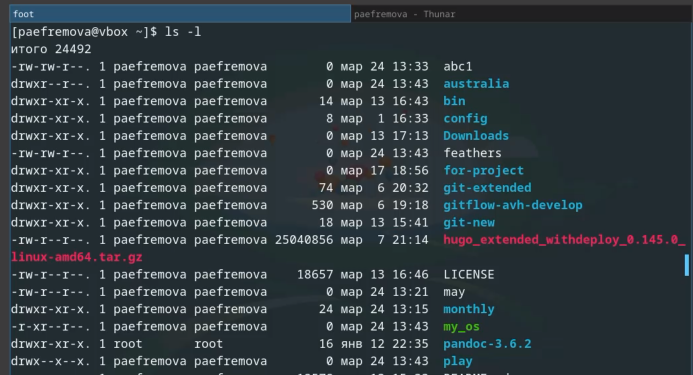 foot
paefremova - Thunar
[paefremova@vbox ~]$ ls -l
итого 24492
-rw-rw-r--. 1 paefremova paefremova        0 мар 24 13:33  abc1
drwxr--r--. 1 paefremova paefremova        0 мар 24 13:43  australia
drwxr-xr-x. 1 paefremova paefremova       14 мар 13 16:43  bin
drwxr-xr-x. 1 paefremova paefremova        8 мар  1 16:33  config
drwxr-xr-x. 1 paefremova paefremova        0 мар 13 17:13  Downloads
-rw-rw-r--. 1 paefremova paefremova        0 мар 24 13:43  feathers
drwxr-xr-x. 1 paefremova paefremova        0 мар 17 18:56  for-project
drwxr-xr-x. 1 paefremova paefremova       74 мар  6 20:32  git-extended
drwxr-xr-x. 1 paefremova paefremova      530 мар  6 19:18  gitflow-avh-develop
drwxr-xr-x. 1 paefremova paefremova       18 мар 13 15:41  git-new
-rw-r--r--. 1 paefremova paefremova 25040856 мар  7 21:14  hugo_extended_withdeploy_0.145.0_
linux-amd64.tar.gz
-rw-r--r--. 1 paefremova paefremova    18657 мар 13 16:46  LICENSE
-rw-r--r--. 1 paefremova paefremova        0 мар 24 13:21  may
drwxr-xr-x. 1 paefremova paefremova       24 мар 24 13:15  monthly
-r-xr--r--. 1 paefremova paefremova        0 мар 24 13:43  my_os
drwxr-xr-x. 1 root       root             16 янв 12 22:35  pandoc-3.6.2
drwx--x--x. 1 paefremova paefremova        0 мар 24 13:43  play